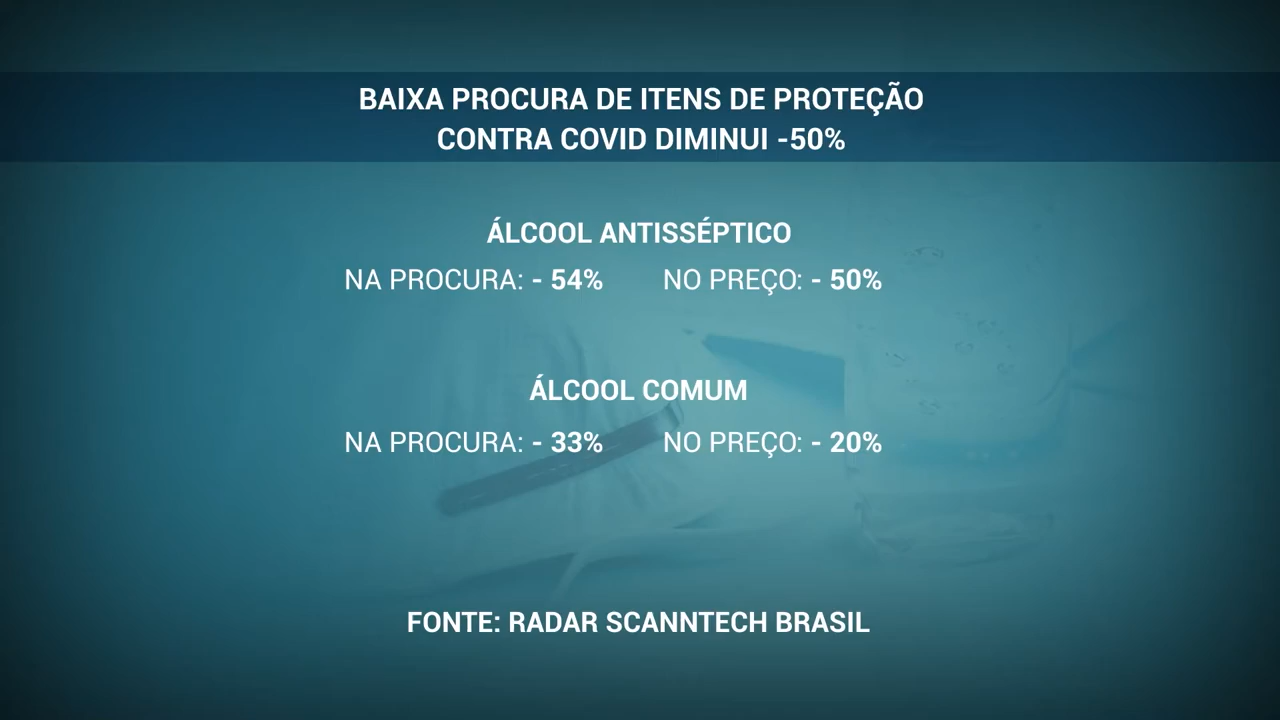 BAIXA PROCURA DE ITENS DE PROTEÇÃO
CONTRA COVID DIMINUI -50%
ÁLCOOL ANTISSÉPTICO
NA PROCURA: - 54% NO PREÇO: - 50%
ÁLCOOL COMUM
NA PROCURA: - 33% NO PREÇO: - 20%
FONTE: RADAR SCANNTECH BRASIL